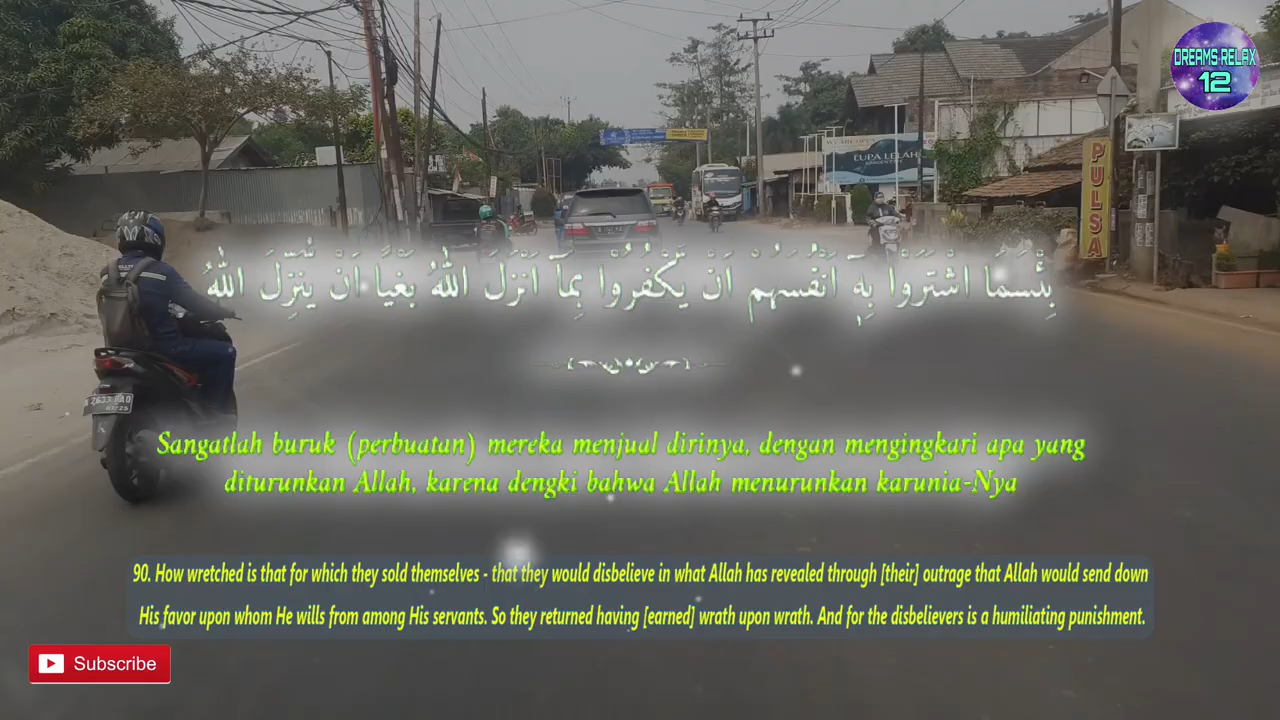 DREAMS RELAX
12
CUPA LELAH
PULSA
بِئْسَمَا اشْتَرَوْا بِهٖٓ اَنْفُسَهُمْ اَنْ يَّكْفُرُوْا بِمَآ اَنْزَلَ اللّٰهُ بَغْيًا اَنْ يُّنَزِّلَ اللّٰهُ
Sangatlah buruk (perbuatan) mereka menjual dirinya, dengan mengingkari apa yang
diturunkan Allah, karena dengki bahwa Allah menurunkan karunia-Nya
90. How wretched is that for which they sold themselves - that they would disbelieve in what Allah has revealed through [their] outrage that Allah would send down
His favor upon whom He wills from among His servants. So they returned having [earned] wrath upon wrath. And for the disbelievers is a humiliating punishment.
Subscribe